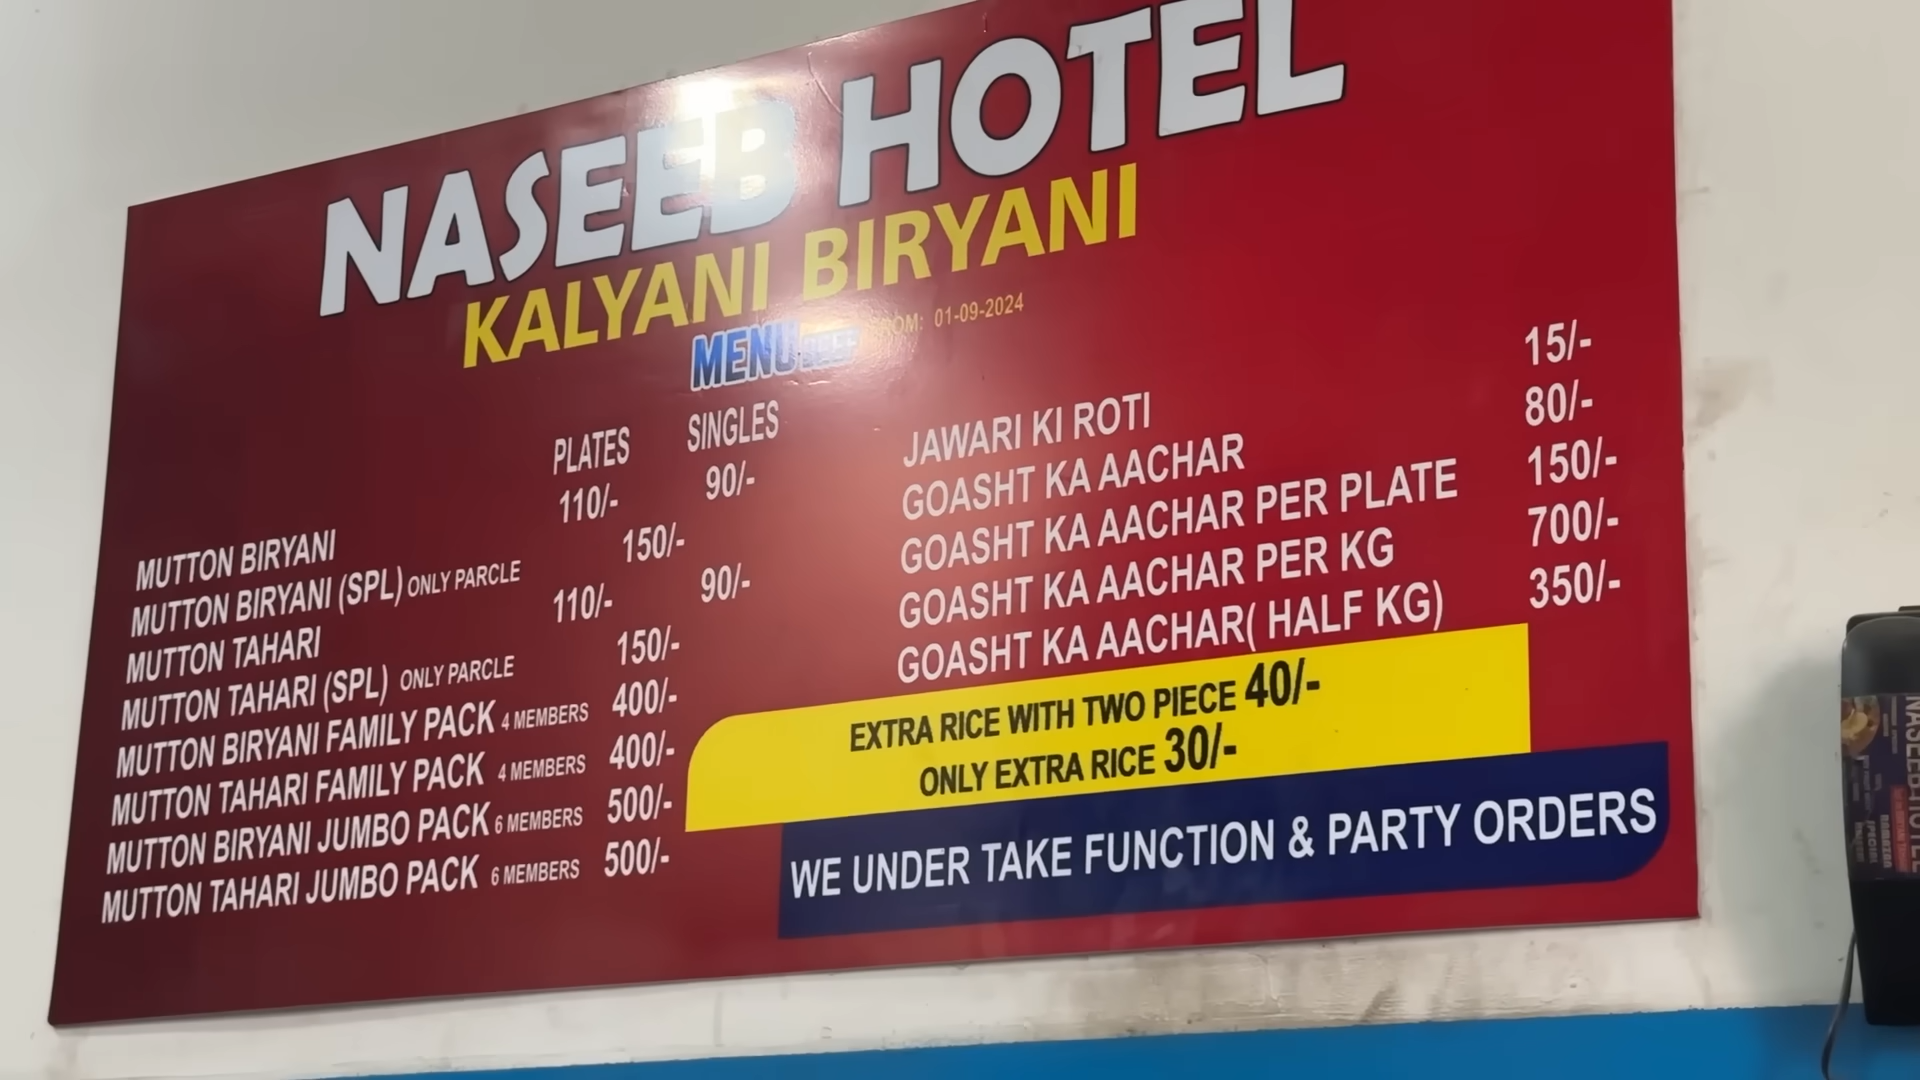 NASEEB HOTEL
KALYANI BIRYANI
MENU FROM: 01-09-2024
PLATES SINGLES
MUTTON BIRYANI 110/- 90/-
MUTTON BIRYANI (SPL) ONLY PARCLE 150/-
MUTTON TAHARI 110/- 90/-
MUTTON TAHARI (SPL) ONLY PARCLE 150/-
MUTTON BIRYANI FAMILY PACK 4 MEMBERS 400/-
MUTTON TAHARI FAMILY PACK 4 MEMBERS 400/-
MUTTON BIRYANI JUMBO PACK 6 MEMBERS 500/-
MUTTON TAHARI JUMBO PACK 6 MEMBERS 500/-
JAWARI KI ROTI 15/-
GOASHT KA AACHAR 80/-
GOASHT KA AACHAR PER PLATE 150/-
GOASHT KA AACHAR PER KG 700/-
GOASHT KA AACHAR( HALF KG) 350/-
EXTRA RICE WITH TWO PIECE 40/-
ONLY EXTRA RICE 30/-
WE UNDER TAKE FUNCTION & PARTY ORDERS
NASEEB HOTEL